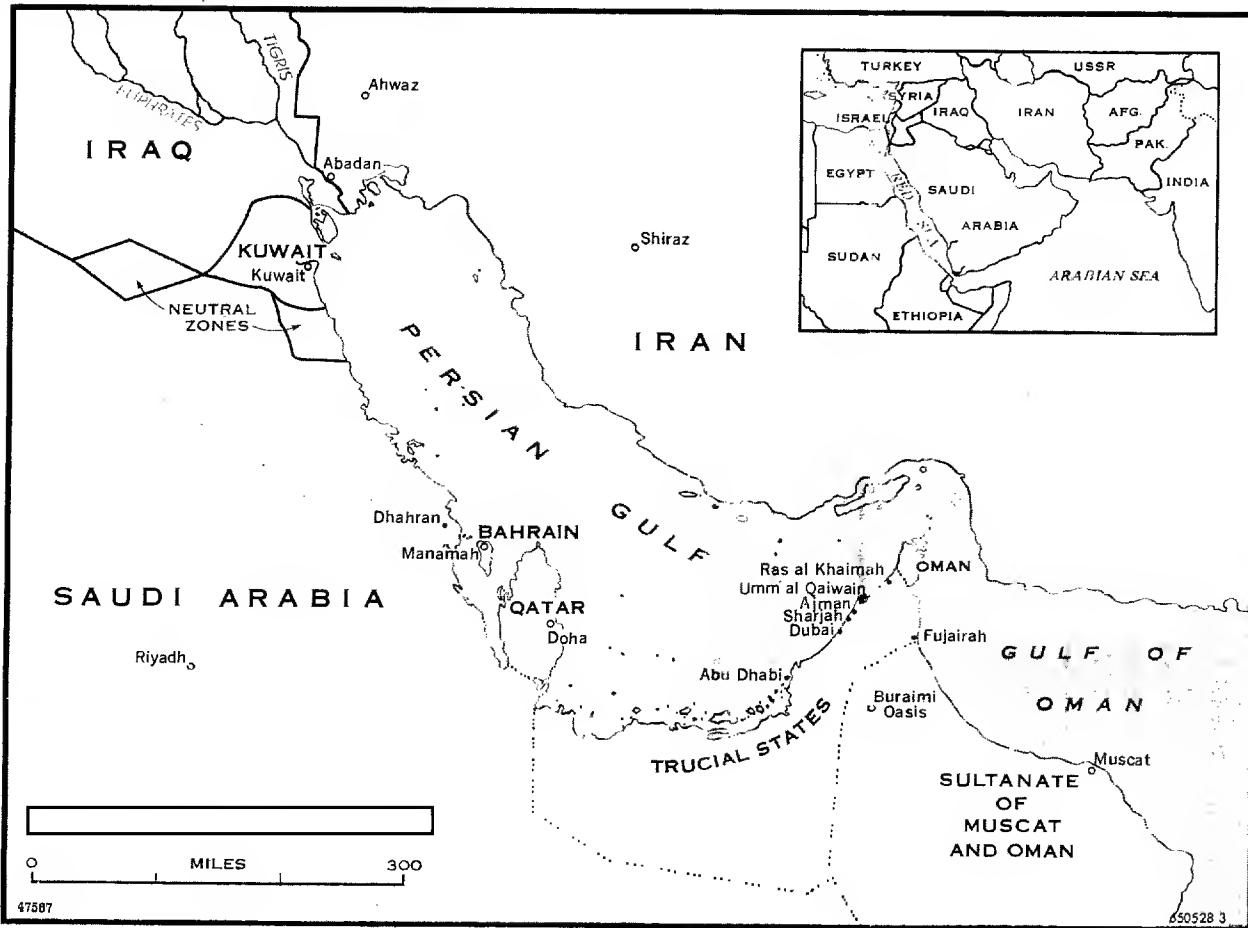 TIGRIS
EUPHRATES
Ahwaz
IRAQ
Abadan
KUWAIT
Kuwait
NEUTRAL
ZONES
Shiraz
IRAN
PERSIAN GULF
Dhahran
BAHRAIN
Manamah
SAUDI ARABIA
QATAR
Doha
Riyadh
Ras al Khaimah
OMAN
Umm al Qaiwain
Ajman
Sharjah
Dubai
Fujairah
Abu Dhabi
GULF OF
OMAN
Buraimi
Oasis
TRUCIAL STATES
Muscat
SULTANATE
OF
MUSCAT
AND OMAN
0 MILES 300
47587
TURKEY
USSR
SYRIA
ISRAEL
IRAQ
IRAN
AFG.
PAK.
EGYPT
RED SEA
SAUDI
ARABIA
INDIA
SUDAN
ARABIAN SEA
ETHIOPIA
650528 3